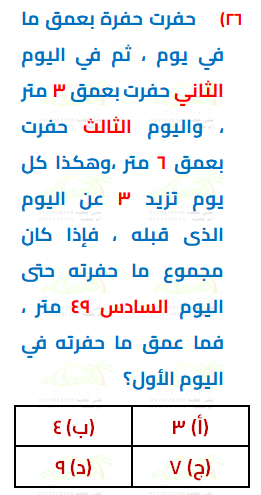 ٢٦) حفرت حفرة بعمق ما
في يوم ، ثم في اليوم
الثاني حفرت بعمق ٣ متر
، واليوم الثالث حفرت
بعمق ٦ متر ،وهكذا كل
يوم تزيد ٣ عن اليوم
الذى قبله ، فإذا كان
مجموع ما حفرته حتى
اليوم السادس ٤٩ متر ،
فما عمق ما حفرته في
اليوم الأول؟
(أ) ٣ (ب) ٤
(ج) ٧ (د) ٩